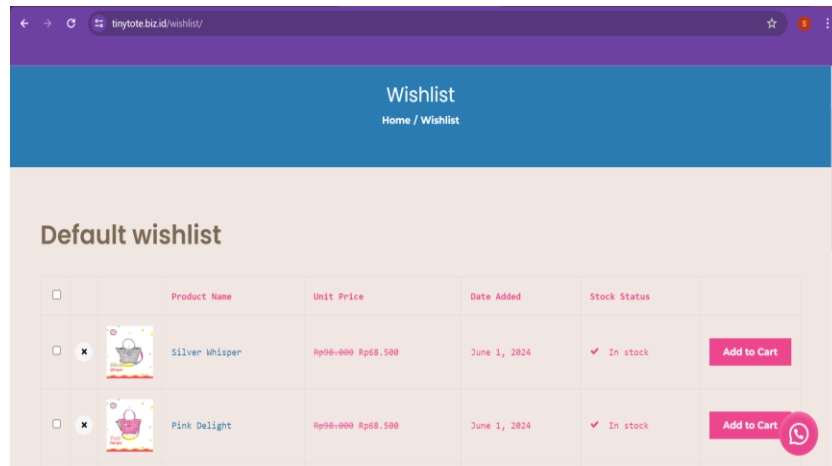 tinytote.biz.id/wishlist/
S
Wishlist
Home / Wishlist
Default wishlist
Product Name Unit Price Date Added Stock Status
Silver Whisper Rp98.000 Rp68.500 June 1, 2024 In stock Add to Cart
Pink Delight Rp98.000 Rp68.500 June 1, 2024 In stock Add to Cart